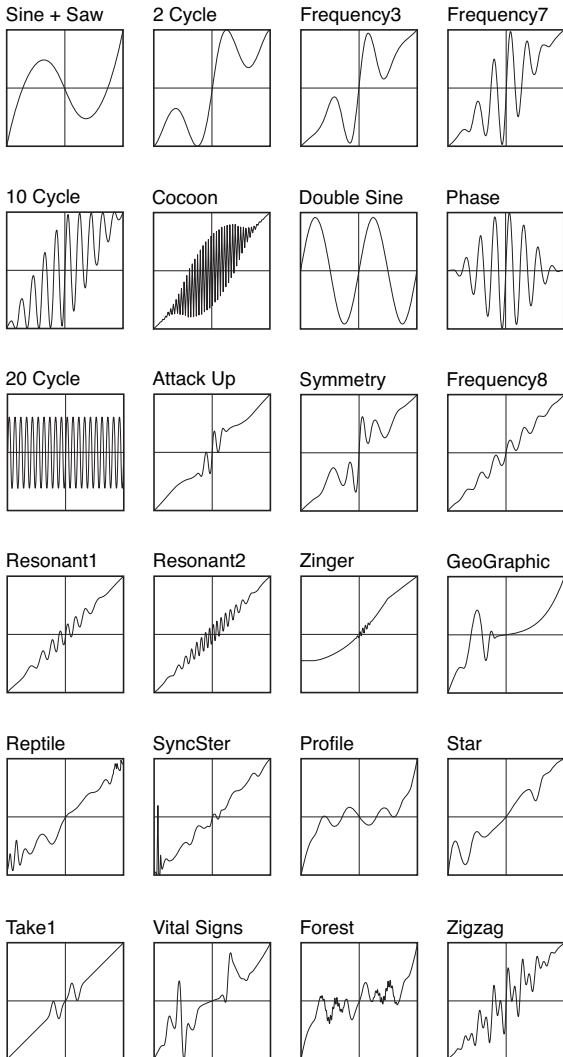 Sine + Saw
2 Cycle
Frequency3
Frequency7
10 Cycle
Cocoon
Double Sine
Phase
20 Cycle
Attack Up
Symmetry
Frequency8
Resonant1
Resonant2
Zinger
GeoGraphic
Reptile
SyncSter
Profile
Star
Take1
Vital Signs
Forest
Zigzag